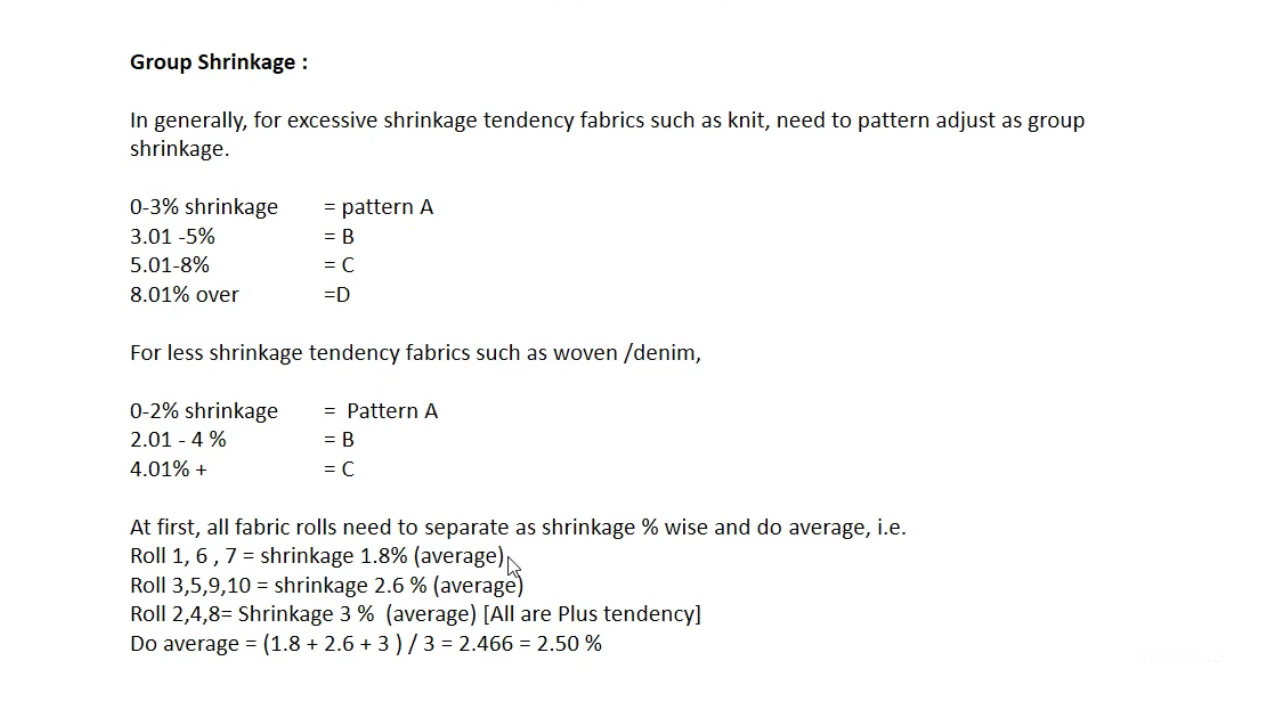 Group Shrinkage :
In generally, for excessive shrinkage tendency fabrics such as knit, need to pattern adjust as group
shrinkage.
0-3% shrinkage = pattern A
3.01 -5% = B
5.01-8% = C
8.01% over =D
For less shrinkage tendency fabrics such as woven /denim,
0-2% shrinkage = Pattern A
2.01 - 4 % = B
4.01% + = C
At first, all fabric rolls need to separate as shrinkage % wise and do average, i.e.
Roll 1, 6 , 7 = shrinkage 1.8% (average)
Roll 3,5,9,10 = shrinkage 2.6 % (average)
Roll 2,4,8= Shrinkage 3 % (average) [All are Plus tendency]
Do average = (1.8 + 2.6 + 3 ) / 3 = 2.466 = 2.50 %